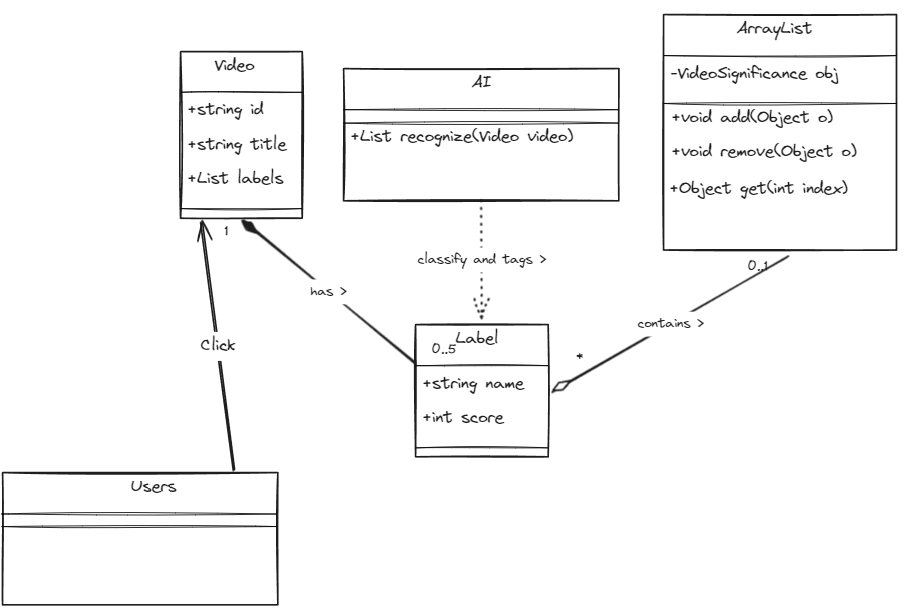 Video
+string id
+string title
+List labels
1
AI
+List recognize(Video video)
ArrayList
-VideoSignificance obj
+void add(Object o)
+void remove(Object o)
+Object get(int index)
0..1
classify and tags >
has >
contains >
*
Label
0..5
+string name
+int score
Click
Users